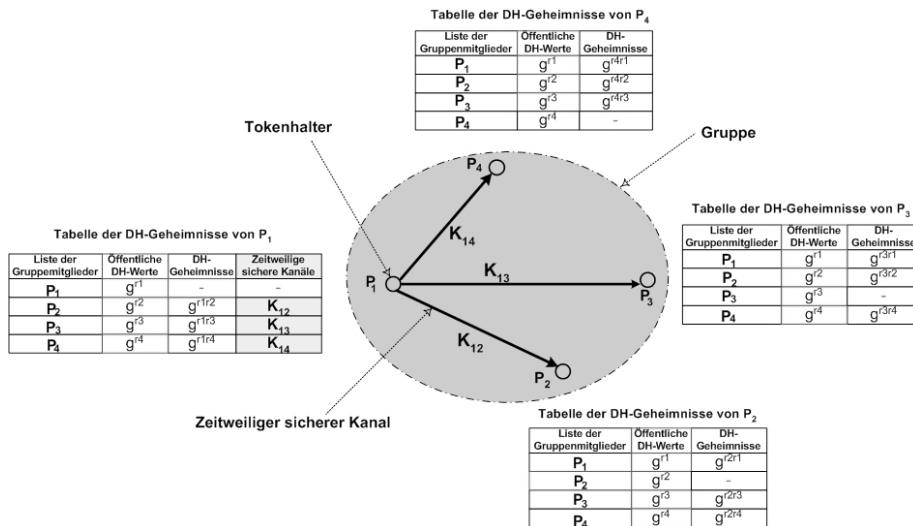 Tabelle der DH-Geheimnisse von P₄
Liste der Gruppenmitglieder | Öffentliche DH-Werte | DH-Geheimnisse
P₁ | g^r1 | g^r4r1
P₂ | g^r2 | g^r4r2
P₃ | g^r3 | g^r4r3
P₄ | g^r4 | -
Tokenhalter
Gruppe
P₄
K₁₄
K₁₃
P₁
P₃
K₁₂
P₂
Zeitweiliger sicherer Kanal
Tabelle der DH-Geheimnisse von P₁
Liste der Gruppemitglieder | Öffentliche DH-Werte | DH-Geheimnisse | Zeitweilige sichere Kanäle
P₁ | g^r1 | - | -
P₂ | g^r2 | g^r1r2 | K₁₂
P₃ | g^r3 | g^r1r3 | K₁₃
P₄ | g^r4 | g^r1r4 | K₁₄
Tabelle der DH-Geheimnisse von P₃
Liste der Gruppenmitglieder | Öffentliche DH-Werte | DH-Geheimnisse
P₁ | g^r1 | g^r3r1
P₂ | g^r2 | g^r3r2
P₃ | g^r3 | -
P₄ | g^r4 | g^r3r4
Tabelle der DH-Geheimnisse von P₂
Liste der Gruppenmitglieder | Öffentliche DH-Werte | DH-Geheimnisse
P₁ | g^r1 | g^r2r1
P₂ | g^r2 | -
P₃ | g^r3 | g^r2r3
P₄ | g^r4 | g^r2r4